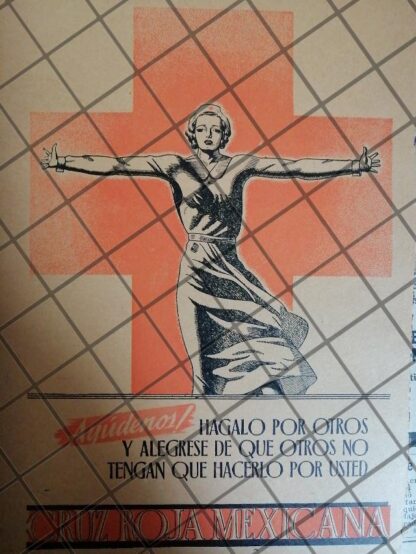 Ayúdenos!
HAGALO POR OTROS
Y ALEGRESE DE QUE OTROS NO
TENGAN QUE HACERLO POR USTED
CRUZ ROJA MEXICANA